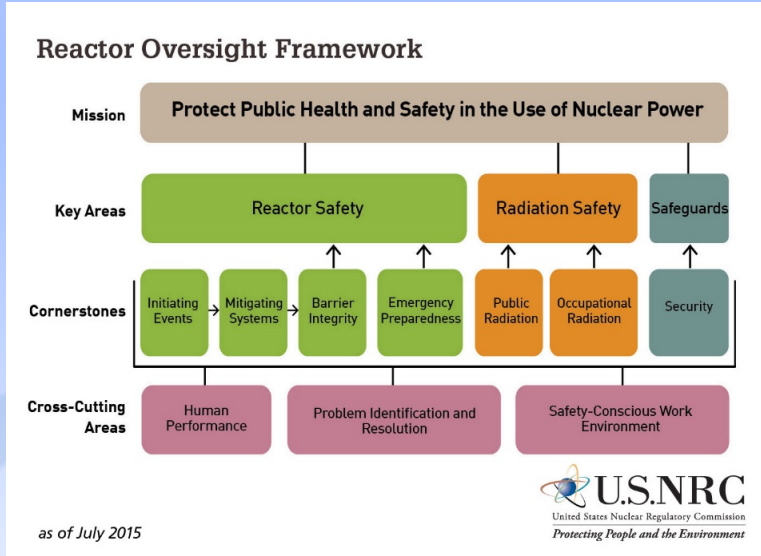 Reactor Oversight Framework
Mission
Protect Public Health and Safety in the Use of Nuclear Power
Key Areas
Reactor Safety
Radiation Safety
Safeguards
Cornerstones
Initiating
Events
Mitigating
Systems
Barrier
Integrity
Emergency
Preparedness
Public
Radiation
Occupational
Radiation
Security
Cross-Cutting
Areas
Human
Performance
Problem Identification and
Resolution
Safety-Conscious Work
Environment
U.S.NRC
United States Nuclear Regulatory Commission
Protecting People and the Environment
as of July 2015